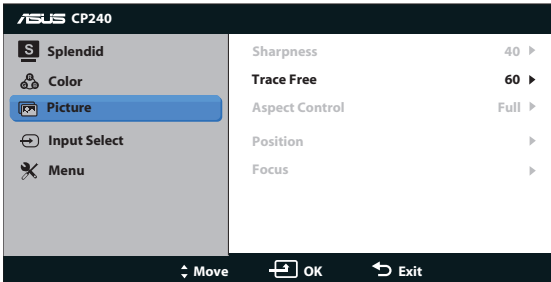 ASUS CP240
S Splendid
Color
Picture
Input Select
Menu
Sharpness 40
Trace Free 60
Aspect Control Full
Position
Focus
Move OK Exit